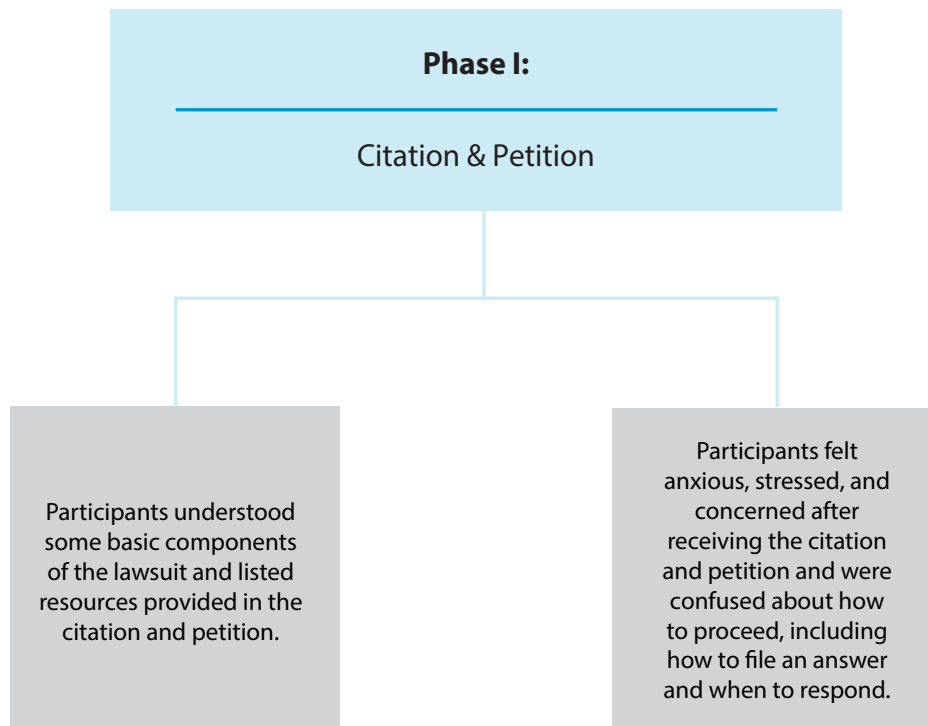 Phase I:
Citation & Petition
Participants understood
some basic components
of the lawsuit and listed
resources provided in the
citation and petition.
Participants felt
anxious, stressed, and
concerned after
receiving the citation
and petition and were
confused about how
to proceed, including
how to file an answer
and when to respond.